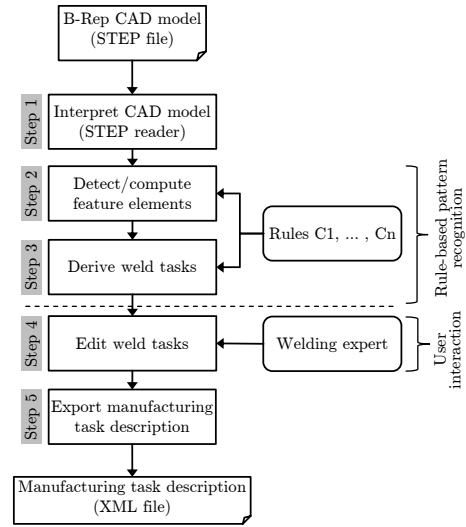 B-Rep CAD model
(STEP file)
Step 1
Interpret CAD model
(STEP reader)
Step 2
Detect/compute
feature elements
Rules C1, ... , Cn
Rule-based pattern
recognition
Step 3
Derive weld tasks
Step 4
Edit weld tasks
Welding expert
User
interaction
Step 5
Export manufacturing
task description
Manufacturing task description
(XML file)